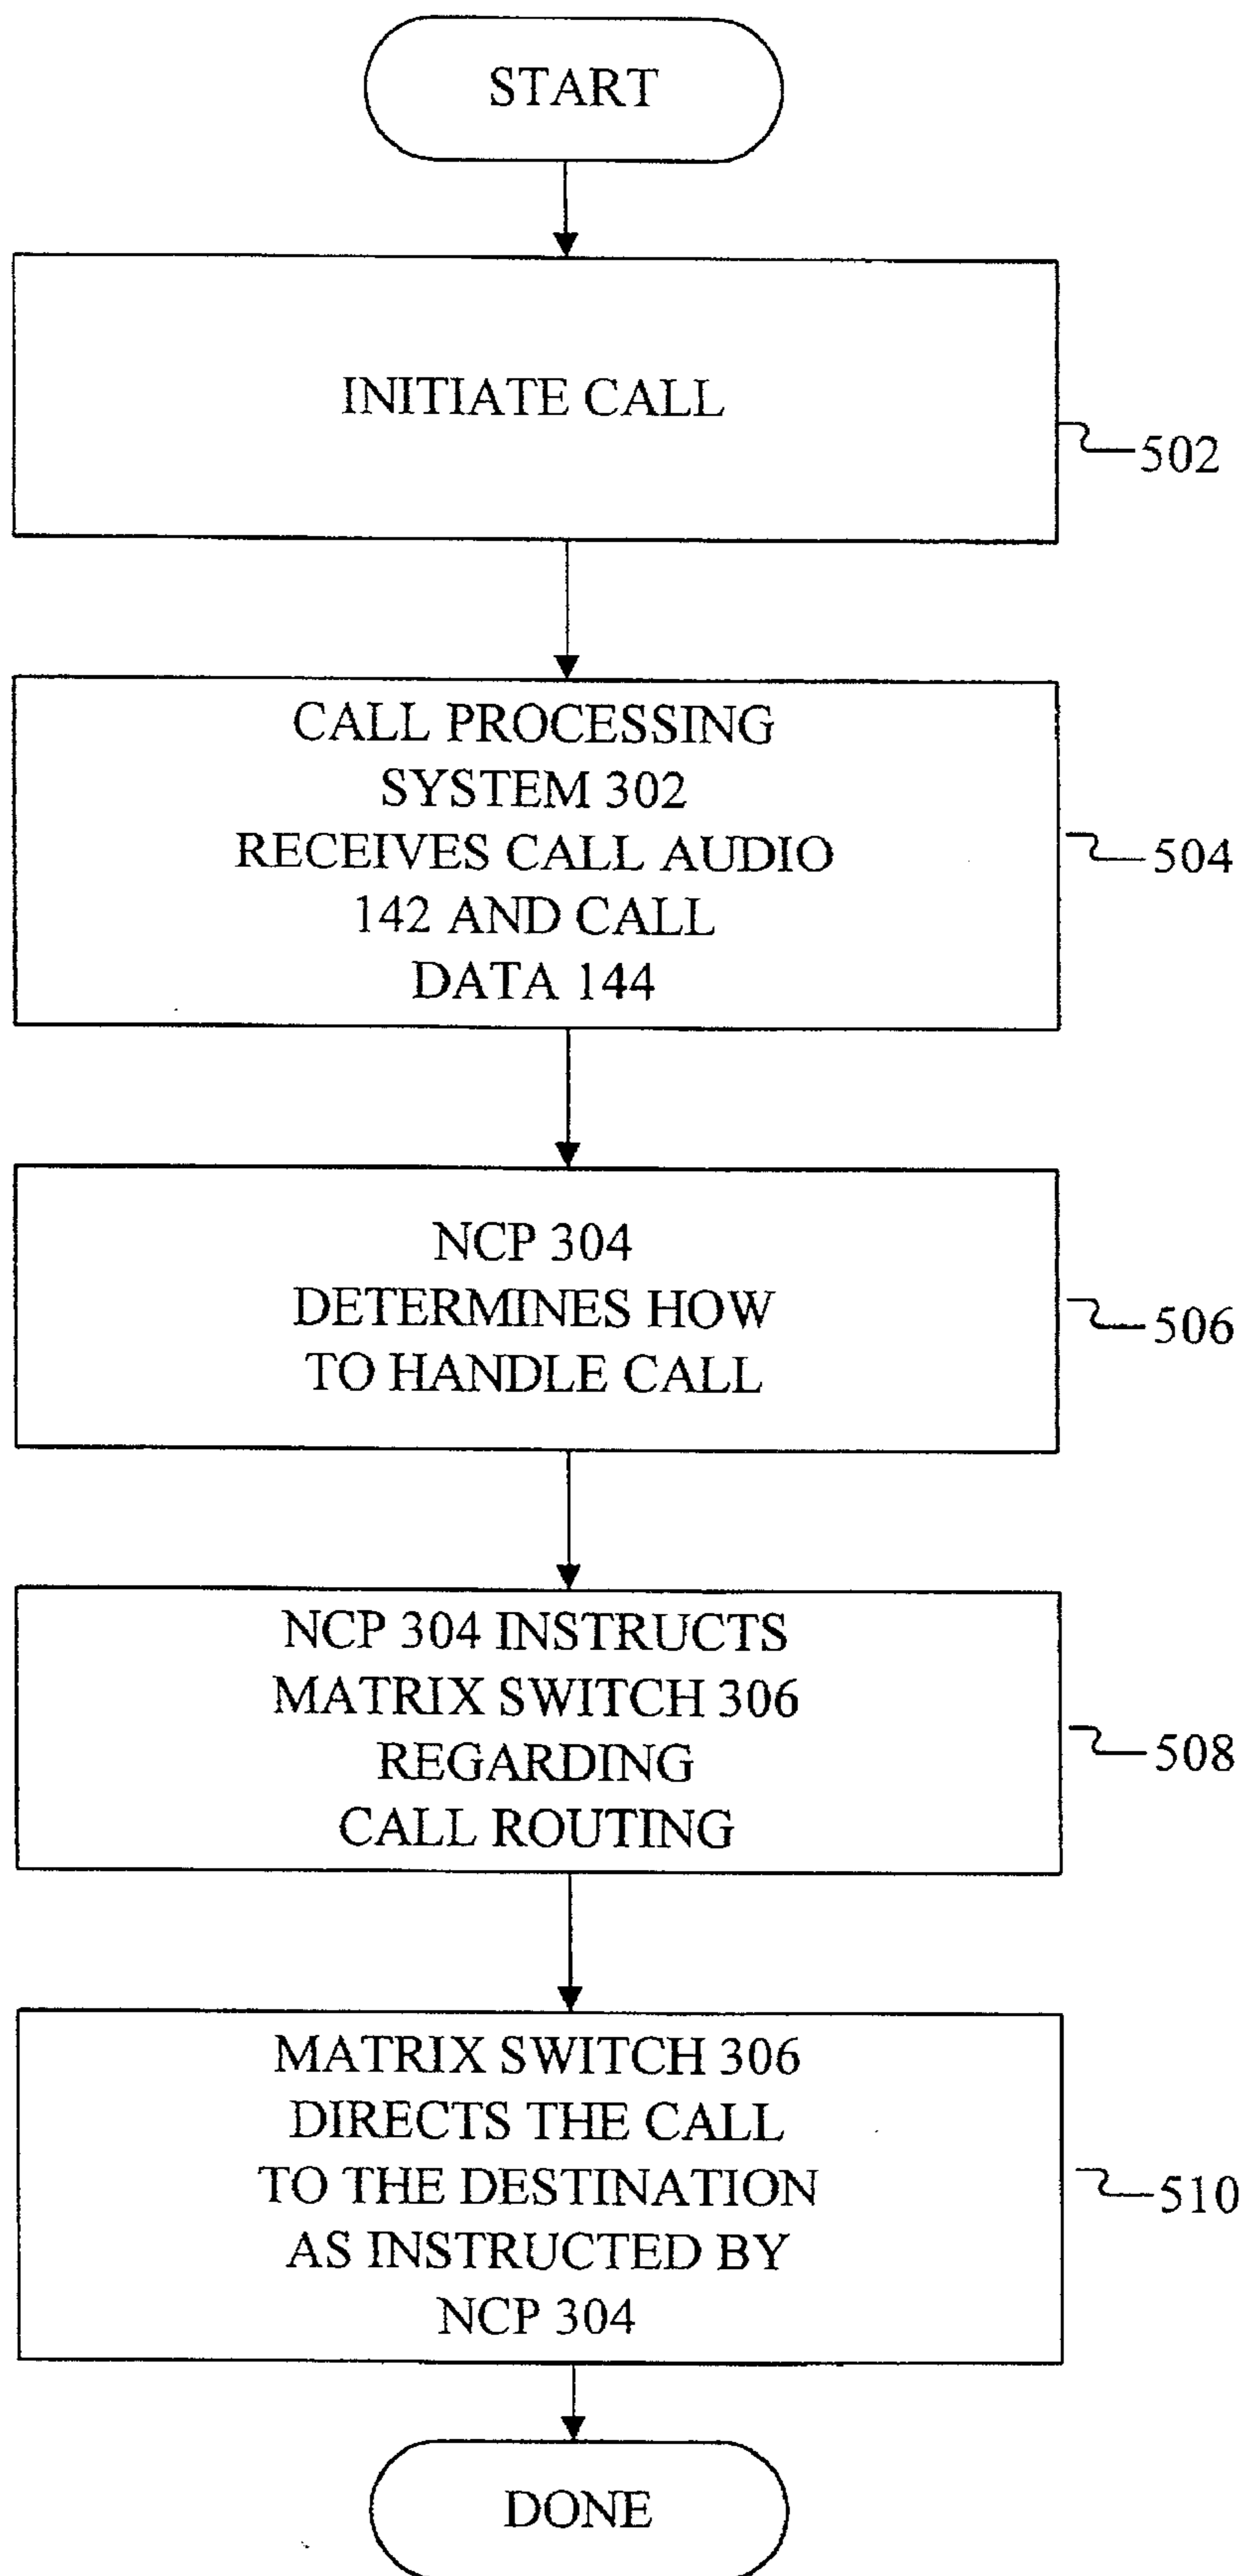 START
INITIATE CALL
502
CALL PROCESSING
SYSTEM 302
RECEIVES CALL AUDIO
142 AND CALL
DATA 144
504
NCP 304
DETERMINES HOW
TO HANDLE CALL
506
NCP 304 INSTRUCTS
MATRIX SWITCH 306
REGARDING
CALL ROUTING
508
MATRIX SWITCH 306
DIRECTS THE CALL
TO THE DESTINATION
AS INSTRUCTED BY
NCP 304
510
DONE